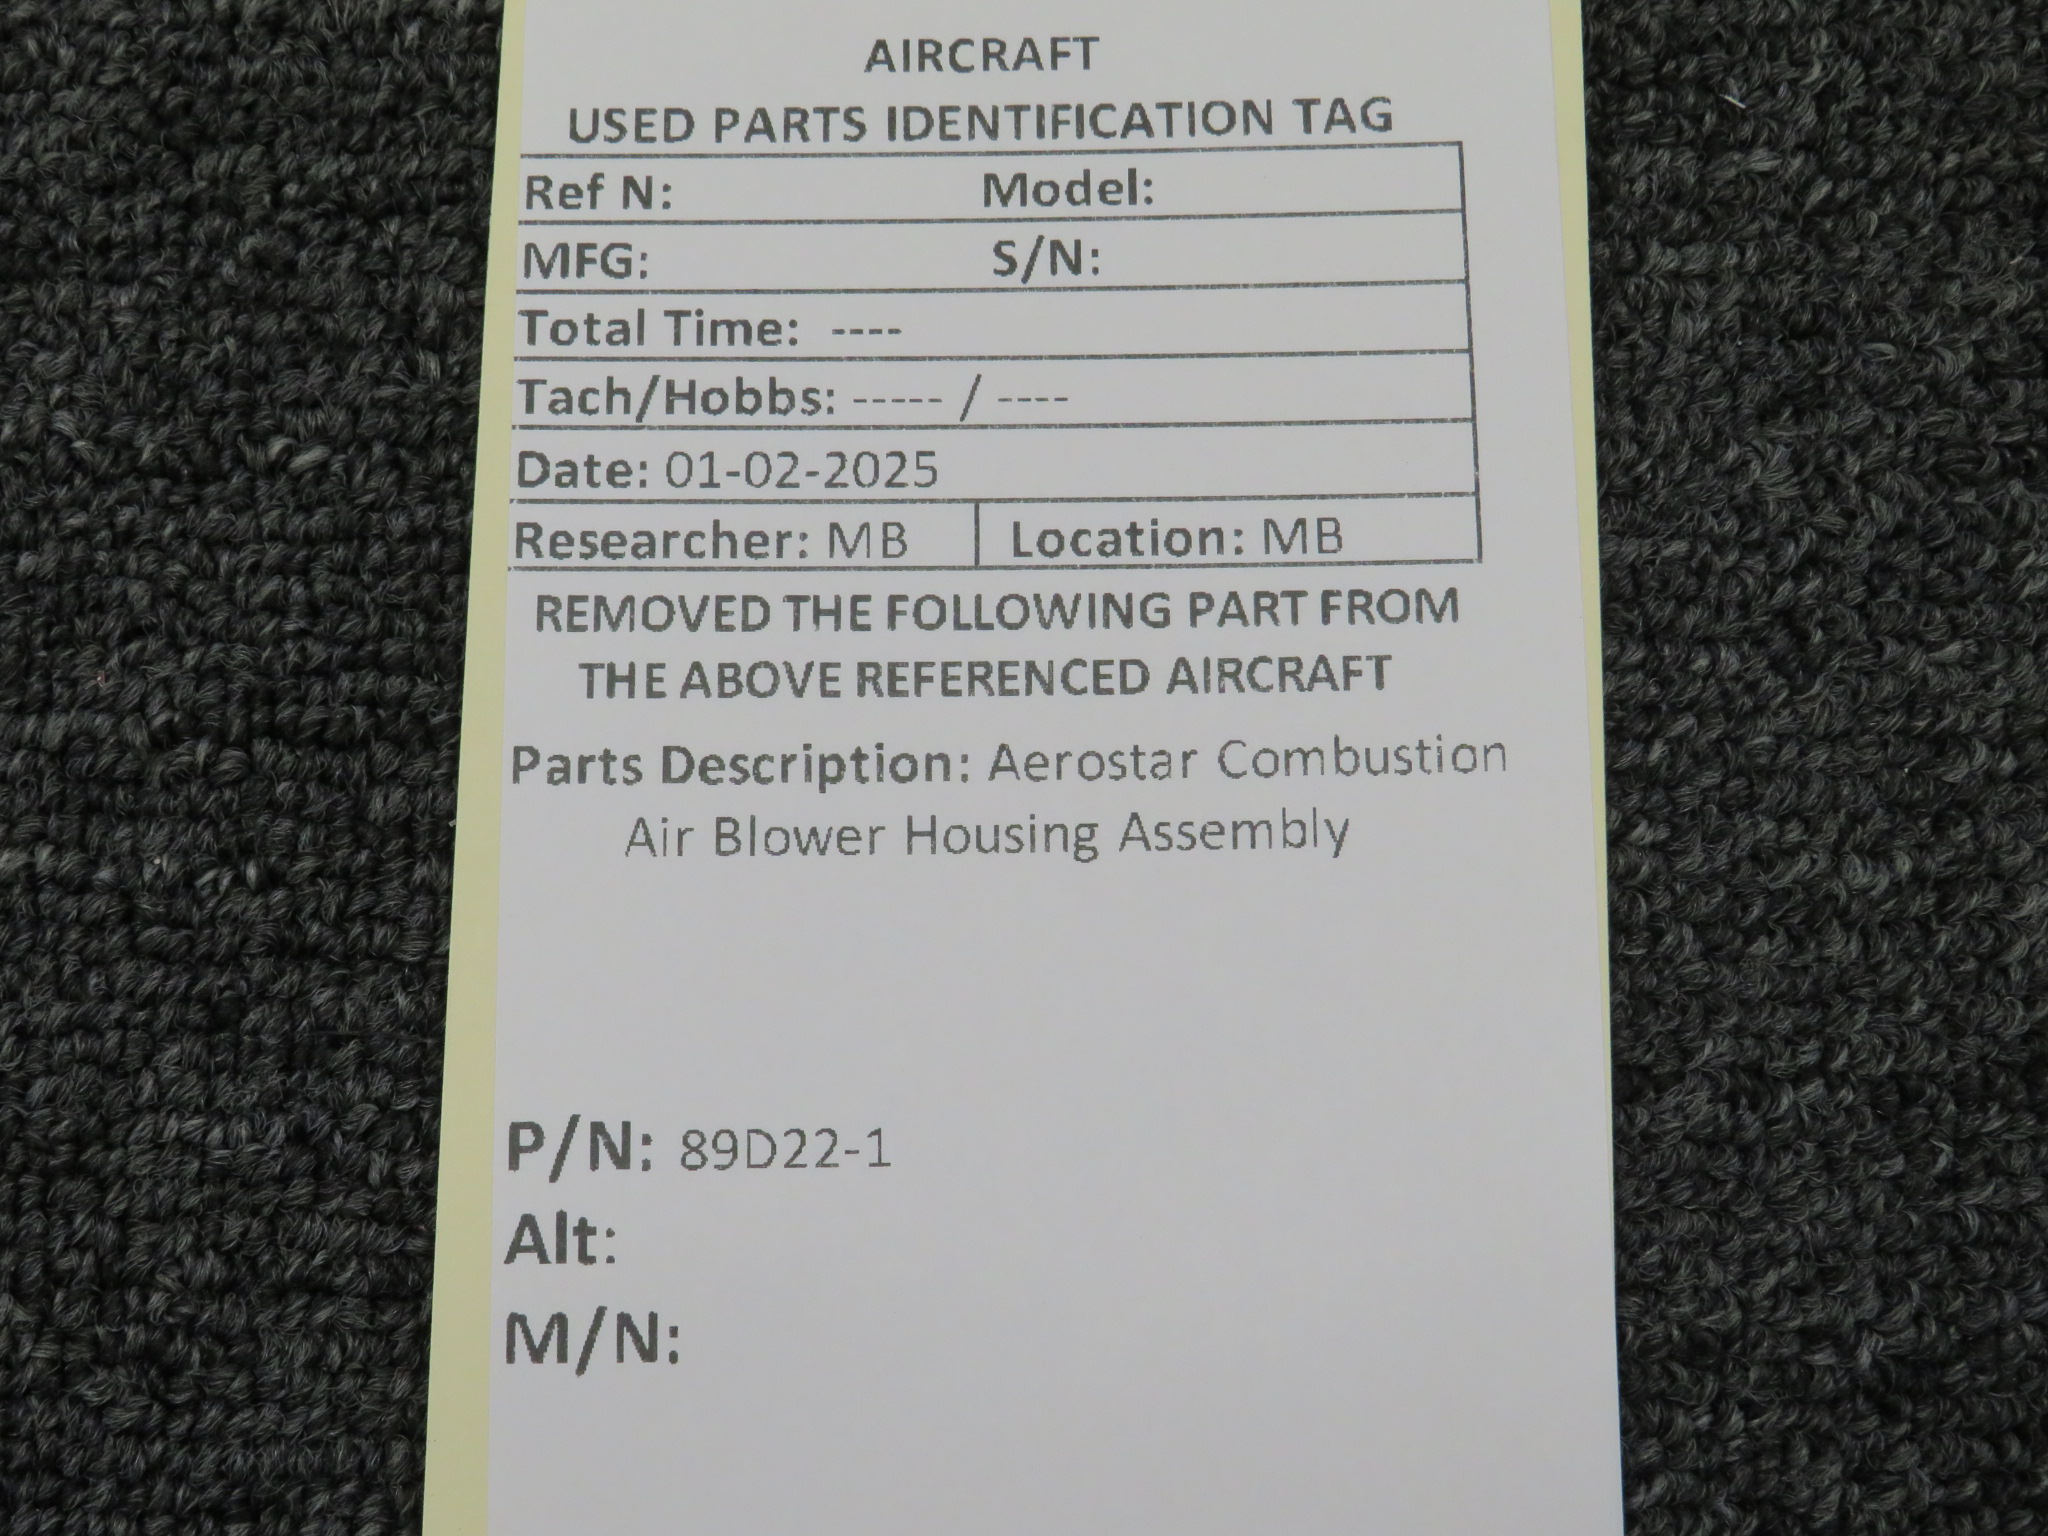 AIRCRAFT
USED PARTS IDENTIFICATION TAG
Ref N: Model:
MFG: S/N:
Total Time: ----
Tach/Hobbs: ----- / ----
Date: 01-02-2025
Researcher: MB Location: MB
REMOVED THE FOLLOWING PART FROM
THE ABOVE REFERENCED AIRCRAFT
Parts Description: Aerostar Combustion
Air Blower Housing Assembly
P/N: 89D22-1
Alt:
M/N: